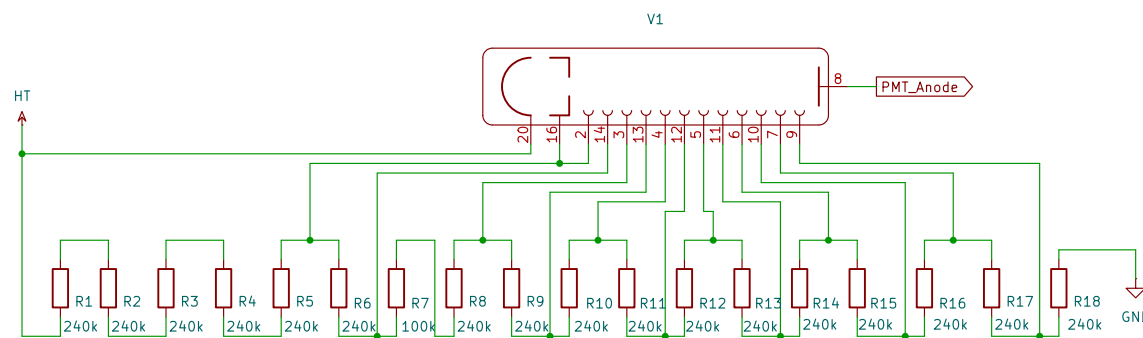 V1
HT
8
PMT_Anode
20
16
2
14
3
13
4
12
5
11
6
10
7
9
R1
R2
R3
R4
R5
R6
R7
R8
R9
R10
R11
R12
R13
R14
R15
R16
R17
R18
240k
240k
240k
240k
240k
240k
100k
240k
240k
240k
240k
240k
240k
240k
240k
240k
240k
240k